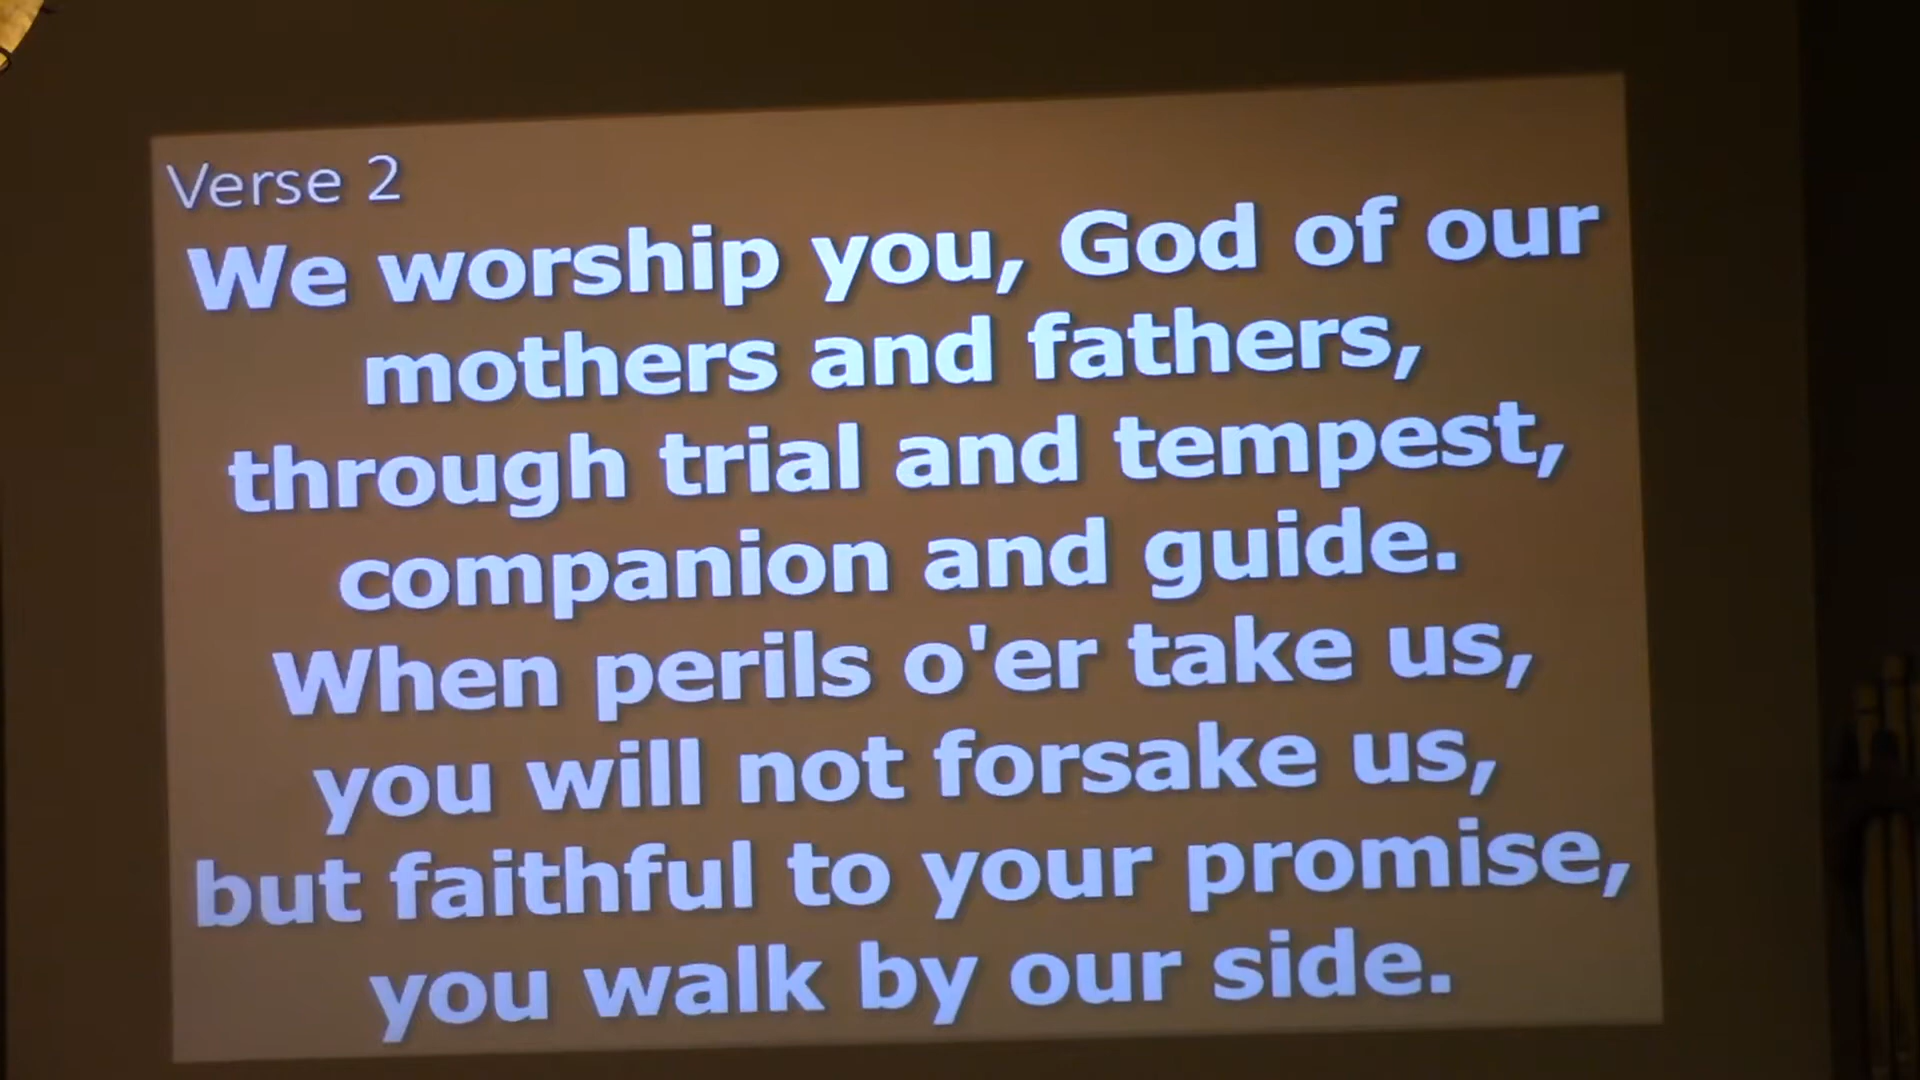 Verse 2
We worship you, God of our
mothers and fathers,
through trial and tempest,
companion and guide.
When perils o'er take us,
you will not forsake us,
but faithful to your promise,
you walk by our side.